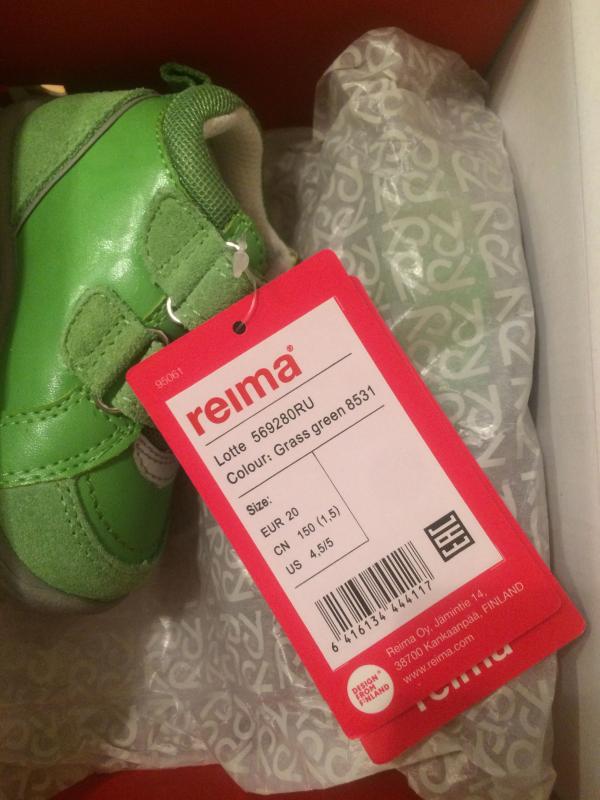 95061
reima®
Lotte 569280RU
Colour: Grass green 8531
Size:
EUR 20
CN 150 (1,5)
US 4,5/5
6 416134 444117
DESIGN
FROM
FINLAND
Reima Oy, Jämintie 14,
38700 Kankaanpää, FINLAND
www.reima.com
reima